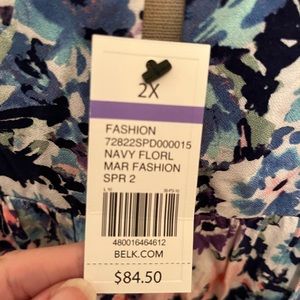 2X
FASHION
72822SPD000015
NAVY FLORL
MAR FASHION
SPR 2
480016464612
BELK.COM
$84.50